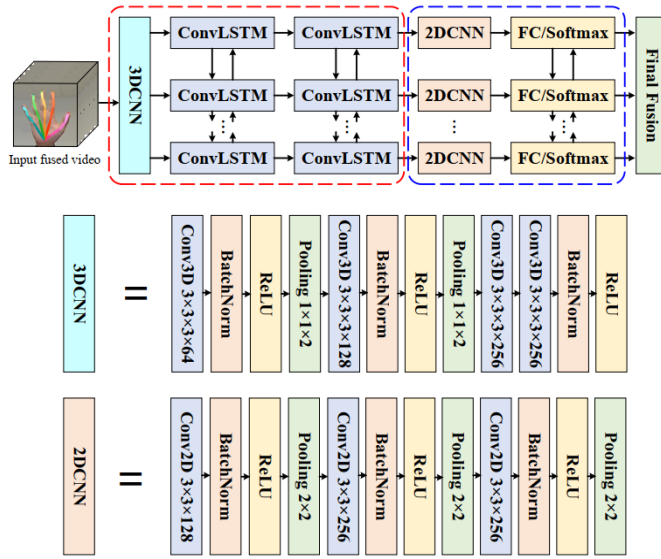 ConvLSTM
ConvLSTM
2DCNN
FC/Softmax
3DCNN
ConvLSTM
ConvLSTM
2DCNN
FC/Softmax
Final Fusion
Input fused video
...
...
...
...
ConvLSTM
ConvLSTM
2DCNN
FC/Softmax
3DCNN
=
Conv3D 3×3×3×64
BatchNorm
ReLU
Pooling 1×1×2
Conv3D 3×3×3×128
BatchNorm
ReLU
Pooling 1×1×2
Conv3D 3×3×3×256
Conv3D 3×3×3×256
BatchNorm
ReLU
2DCNN
=
Conv2D 3×3×128
BatchNorm
ReLU
Pooling 2×2
Conv2D 3×3×256
BatchNorm
ReLU
Pooling 2×2
Conv2D 3×3×256
BatchNorm
ReLU
Pooling 2×2